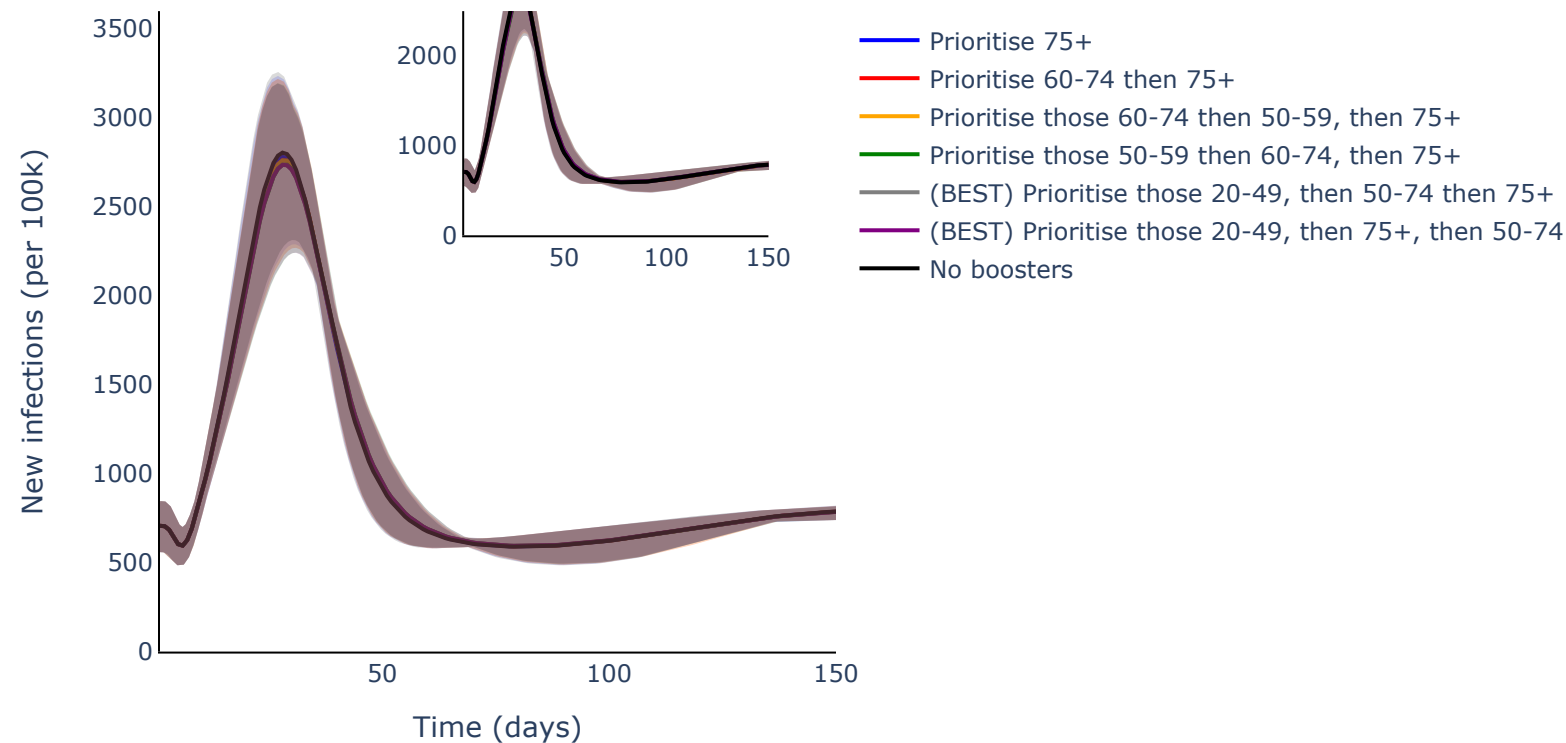 New infections (per 100k)
3500
3000
2500
2000
1500
1000
500
0
50
100
150
Time (days)
2000
1000
0
50
100
150
Prioritise 75+
Prioritise 60-74 then 75+
Prioritise those 60-74 then 50-59, then 75+
Prioritise those 50-59 then 60-74, then 75+
(BEST) Prioritise those 20-49, then 50-74 then 75+
(BEST) Prioritise those 20-49, then 75+, then 50-74
No boosters